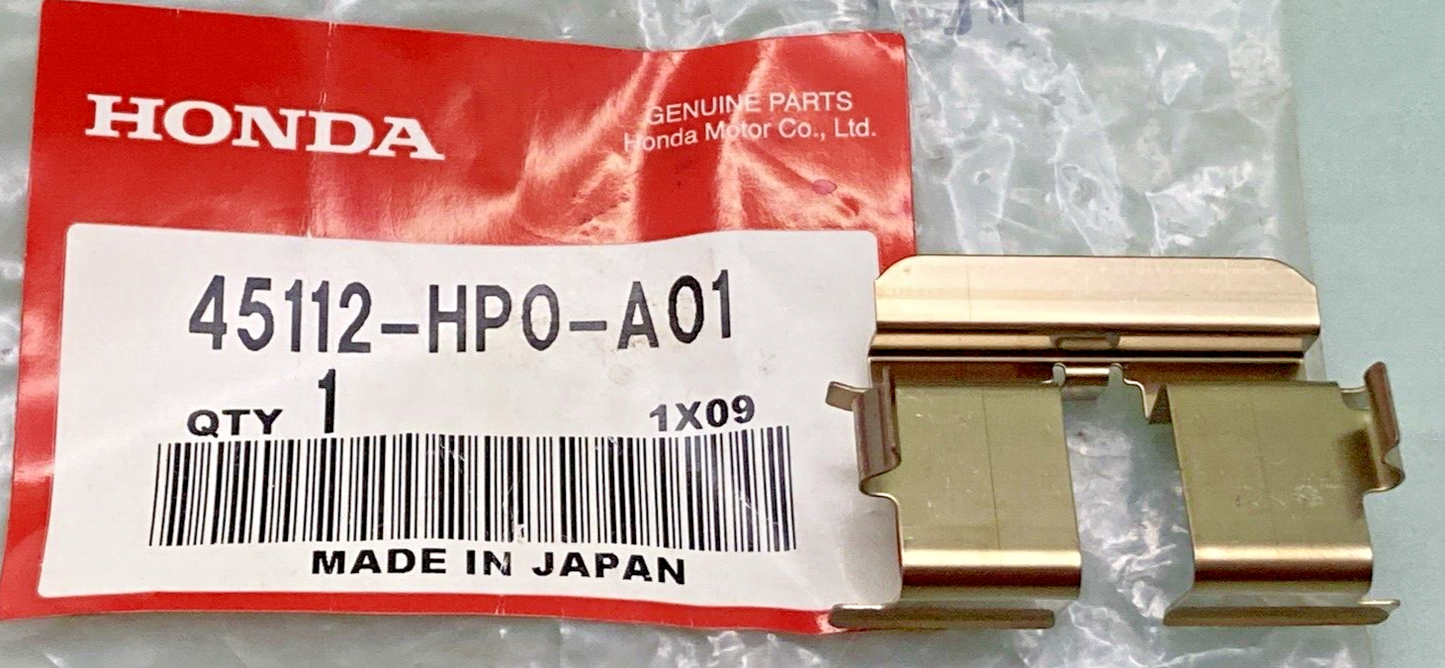 HONDA
GENUINE PARTS
Honda Motor Co., Ltd.
45112-HP0-A01
QTY 1 1X09
MADE IN JAPAN